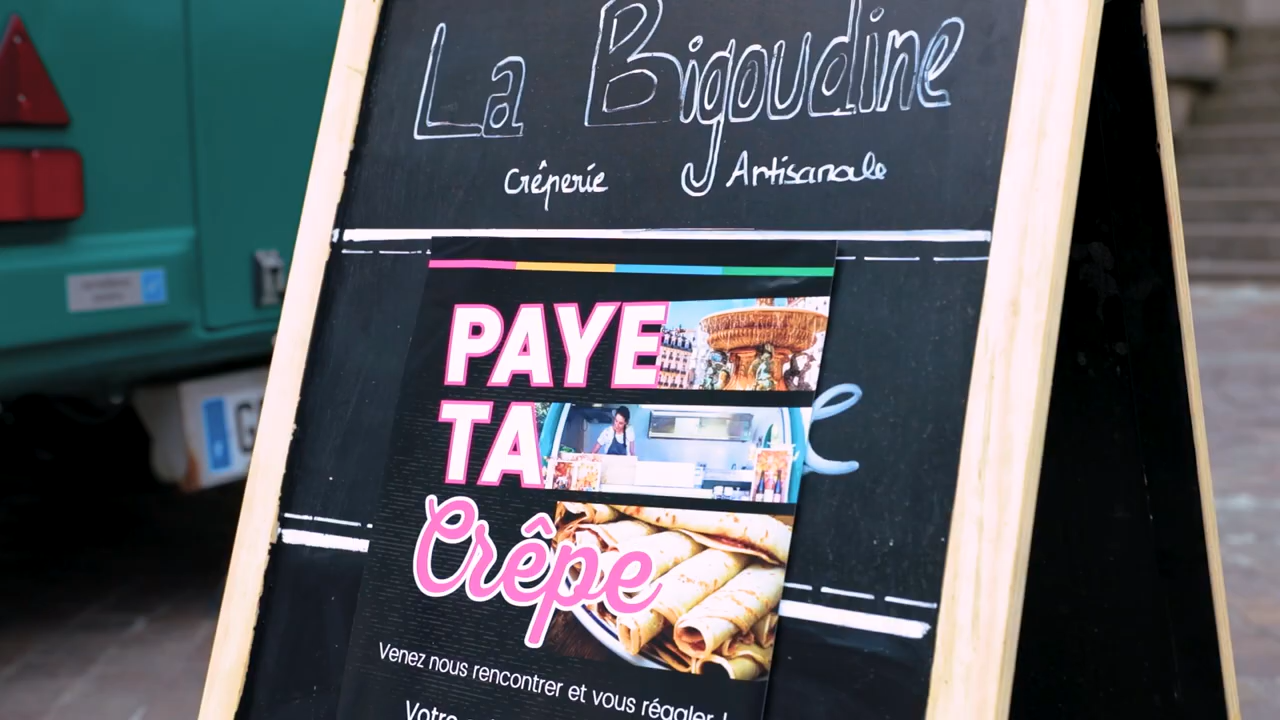 La Bigoudine
Crêperie Artisanale
PAYE
TA
Crêpe
Venez nous rencontrer et vous régaler !
Votre